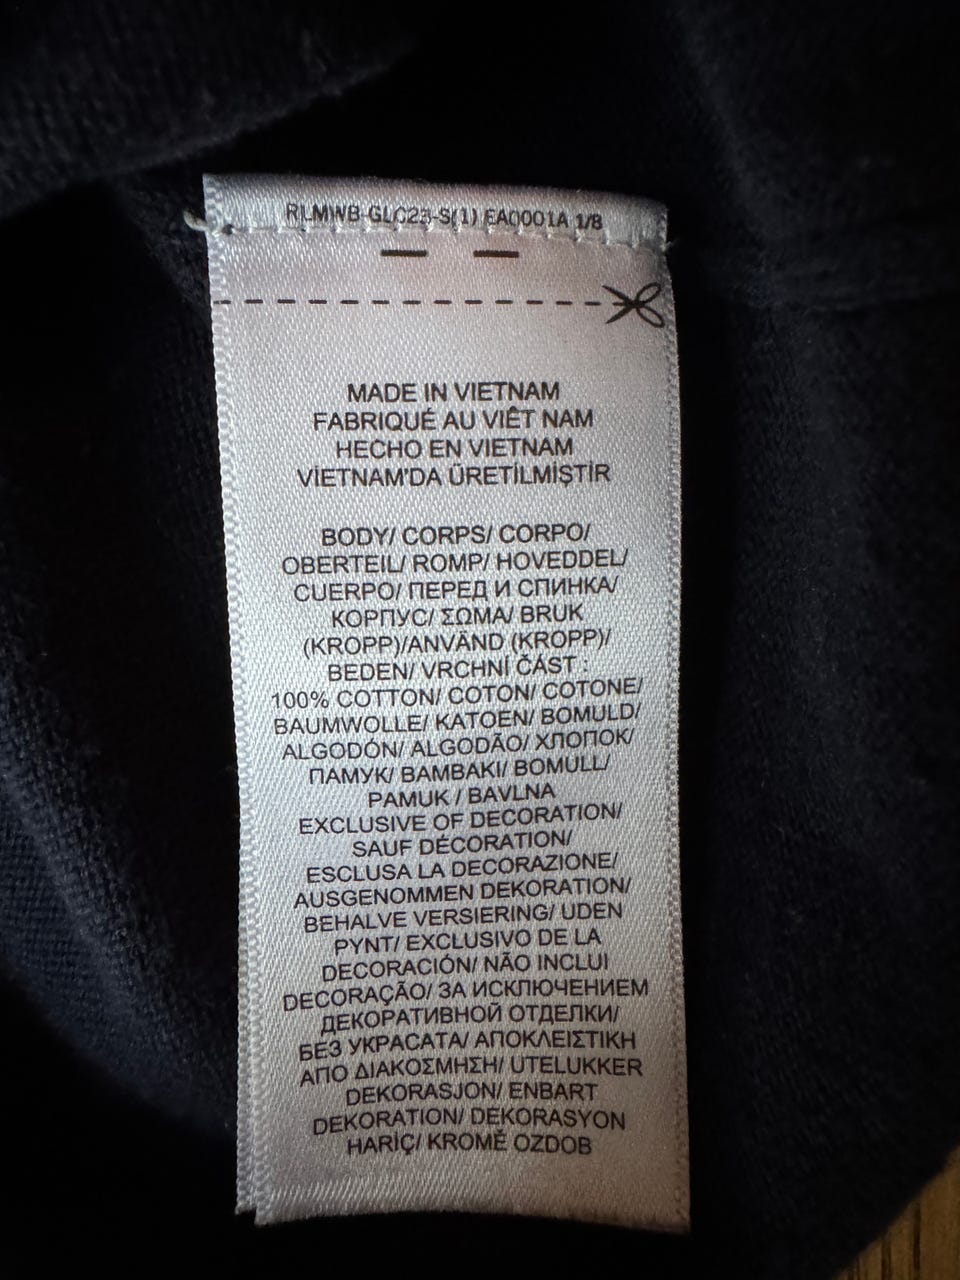 RLMWB GLC23-S(1) EA0001A 1/8
MADE IN VIETNAM
FABRIQUÉ AU VIÊT NAM
HECHO EN VIETNAM
VİETNAM'DA ÜRETİLMİŞTİR
BODY/ CORPS/ CORPO/
OBERTEIL/ ROMP/ HOVEDDEL/
CUERPO/ ПЕРЕД И СПИНКА/
КОРПУС/ ΣΩΜΑ/ BRUK
(KROPP)/ANVÄND (KROPP)/
BEDEN/ VRCHNÍ ČÁST :
100% COTTON/ COTON/ COTONE/
BAUMWOLLE/ KATOEN/ BOMULD/
ALGODÓN/ ALGODÃO/ ХЛОПОК/
ПАМУК/ BAMBAKI/ BOMULL/
PAMUK / BAVLNA
EXCLUSIVE OF DECORATION/
SAUF DÉCORATION/
ESCLUSA LA DECORAZIONE/
AUSGENOMMEN DEKORATION/
BEHALVE VERSIERING/ UDEN
PYNT/ EXCLUSIVO DE LA
DECORACIÓN/ NÃO INCLUI
DECORAÇÃO/ ЗА ИСКЛЮЧЕНИЕМ
ДЕКОРАТИВНОЙ ОТДЕЛКИ/
БЕЗ УКРАСАТА/ ΑΠΟΚΛΕΙΣΤΙΚΗ
ΑΠΟ ΔΙΑΚΟΣΜΗΣΗ/ UTELUKKER
DEKORASJON/ ENBART
DEKORATION/ DEKORASYON
HARİÇ/ KROMĚ OZDOB